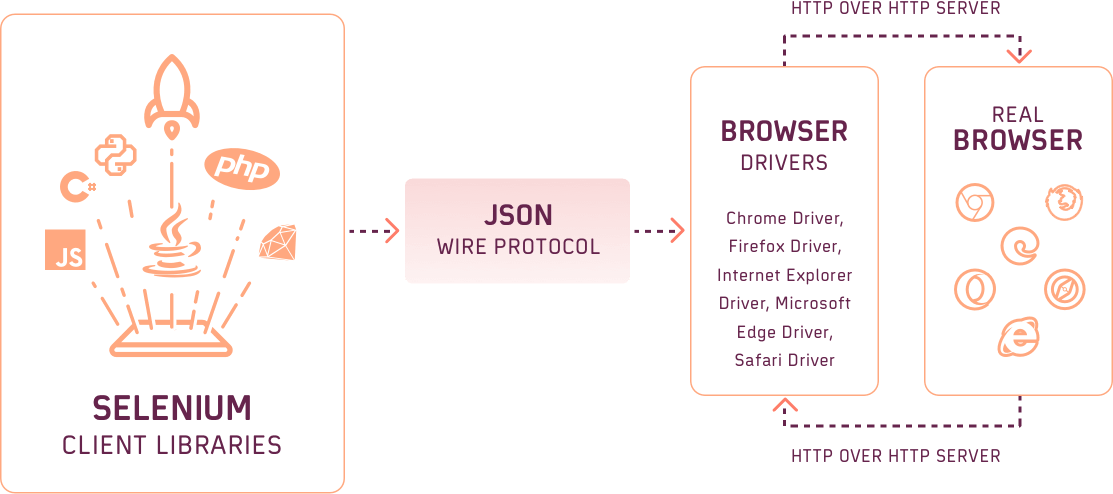 HTTP OVER HTTP SERVER
C#
php
JS
SELENIUM
CLIENT LIBRARIES
JSON
WIRE PROTOCOL
BROWSER
DRIVERS
Chrome Driver,
Firefox Driver,
Internet Explorer
Driver, Microsoft
Edge Driver,
Safari Driver
REAL
BROWSER
HTTP OVER HTTP SERVER